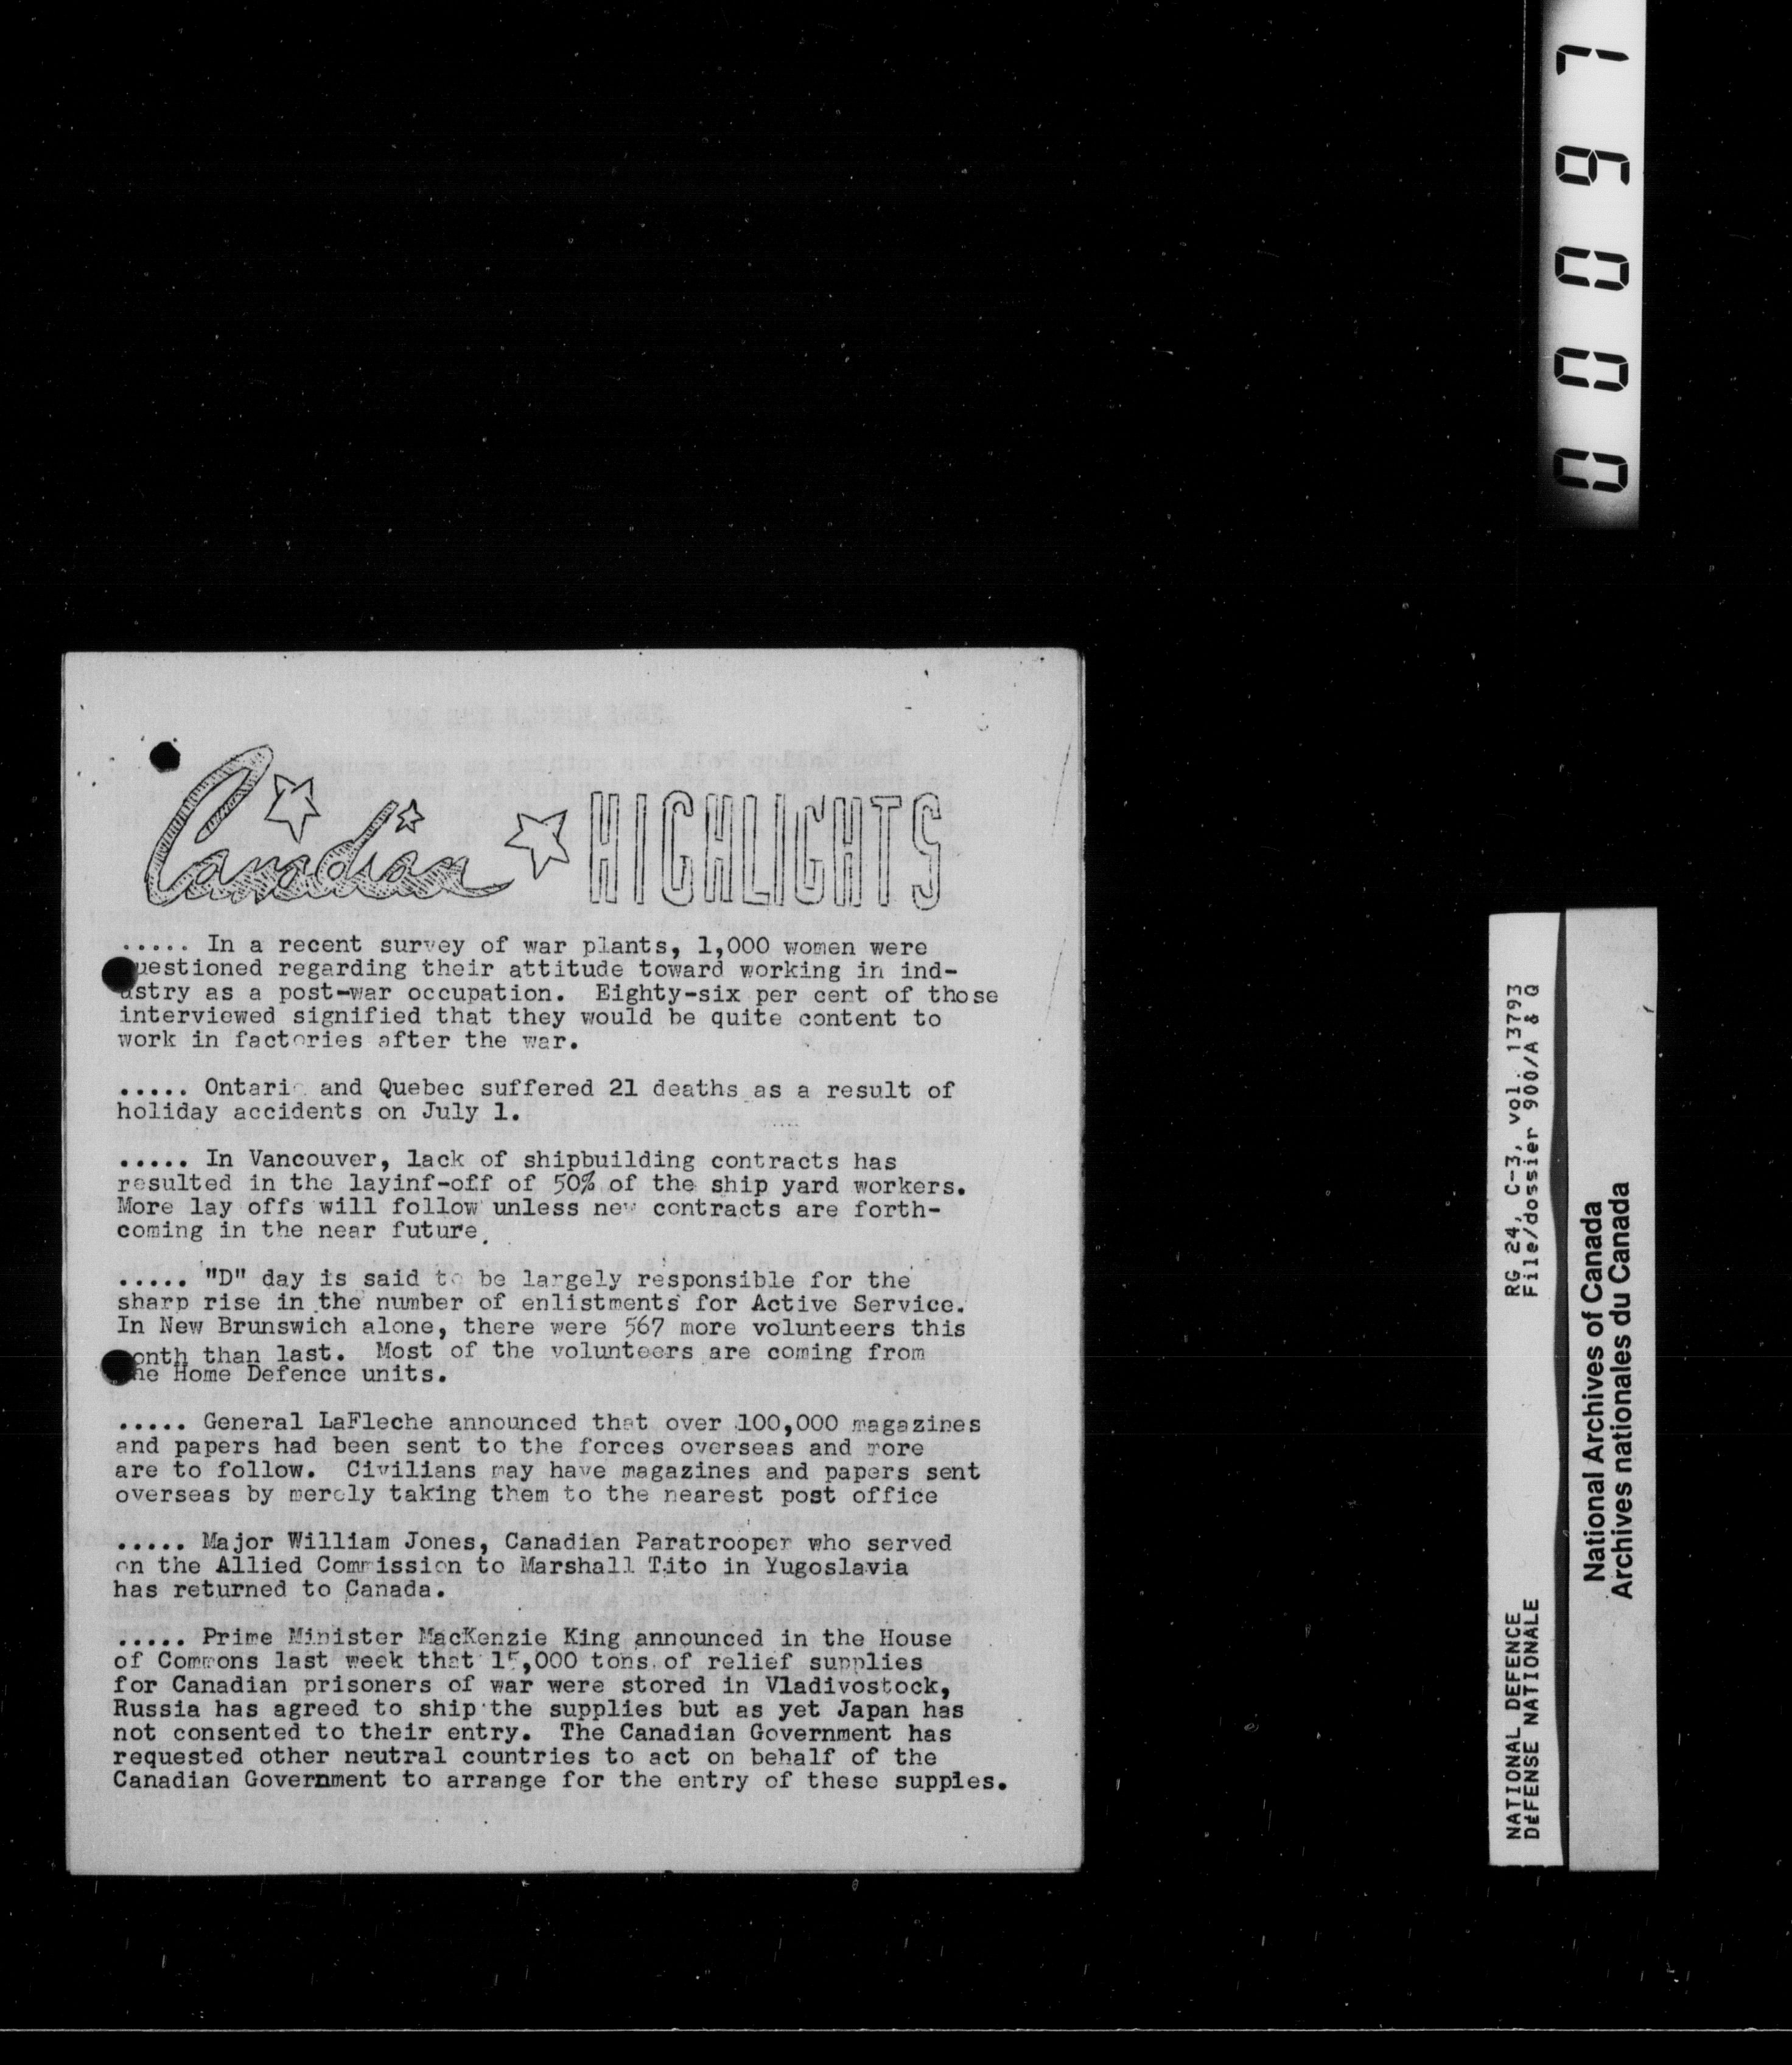 Canadian HIGHLIGHTS
..... In a recent survey of war plants, 1,000 women were
questioned regarding their attitude toward working in ind-
ustry as a post-war occupation. Eighty-six per cent of those
interviewed signified that they would be quite content to
work in factories after the war.
..... Ontario and Quebec suffered 21 deaths as a result of
holiday accidents on July 1.
..... In Vancouver, lack of shipbuilding contracts has
resulted in the layinf-off of 50% of the ship yard workers.
More lay offs will follow unless new contracts are forth-
coming in the near future.
..... "D" day is said to be largely responsible for the
sharp rise in the number of enlistments for Active Service.
In New Brunswich alone, there were 567 more volunteers this
month than last. Most of the volunteers are coming from
the Home Defence units.
..... General LaFleche announced that over 100,000 magazines
and papers had been sent to the forces overseas and more
are to follow. Civilians may have magazines and papers sent
overseas by merely taking them to the nearest post office
..... Major William Jones, Canadian Paratrooper who served
on the Allied Commission to Marshall Tito in Yugoslavia
has returned to Canada.
..... Prime Minister MacKenzie King announced in the House
of Commons last week that 15,000 tons of relief supplies
for Canadian prisoners of war were stored in Vladivostock,
Russia has agreed to ship the supplies but as yet Japan has
not consented to their entry. The Canadian Government has
requested other neutral countries to act on behalf of the
Canadian Government to arrange for the entry of these supples.
00097
RG 24, C-3, vol. 13793
File/dossier 900/A & Q
NATIONAL DEFENCE
DéFENSE NATIONALE
National Archives of Canada
Archives nationales du Canada